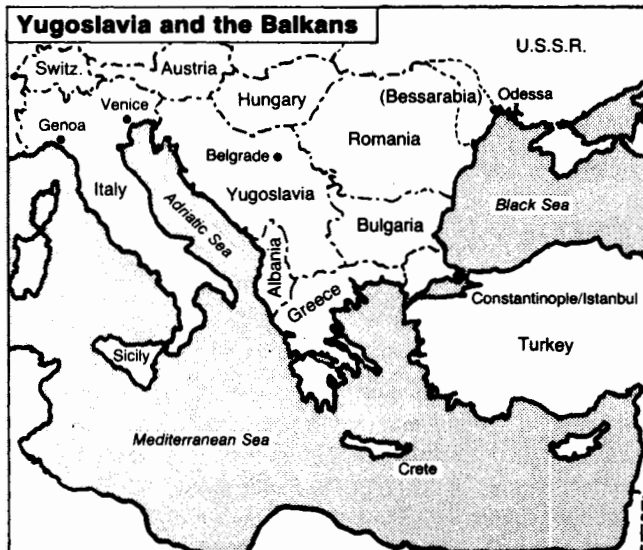 Yugoslavia and the Balkans
U.S.S.R.
Switz.
Austria
Hungary
(Bessarabia)
Odessa
Venice
Genoa
Romania
Belgrade
Italy
Adriatic Sea
Yugoslavia
Black Sea
Bulgaria
Albania
Greece
Constantinople/Istanbul
Turkey
Sicily
Mediterranean Sea
Crete